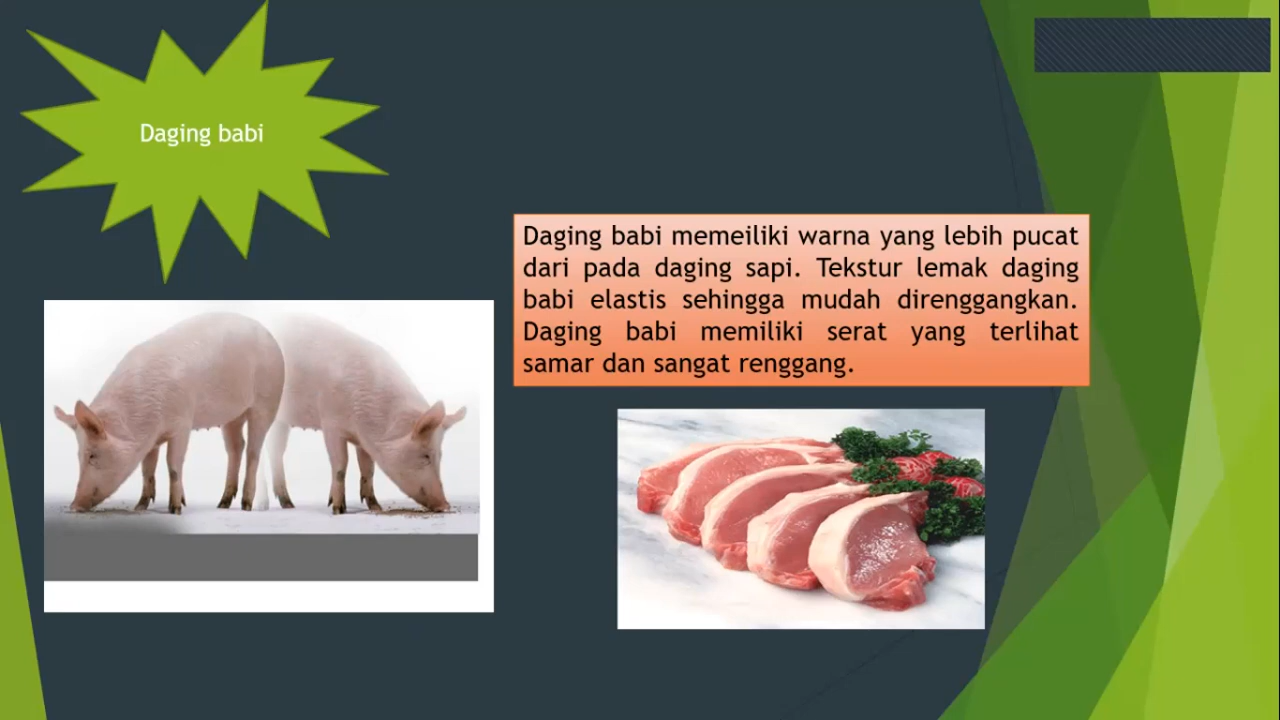 Daging babi
Daging babi memeiliki warna yang lebih pucat
dari pada daging sapi. Tekstur lemak daging
babi elastis sehingga mudah direnggangkan.
Daging babi memiliki serat yang terlihat
samar dan sangat renggang.